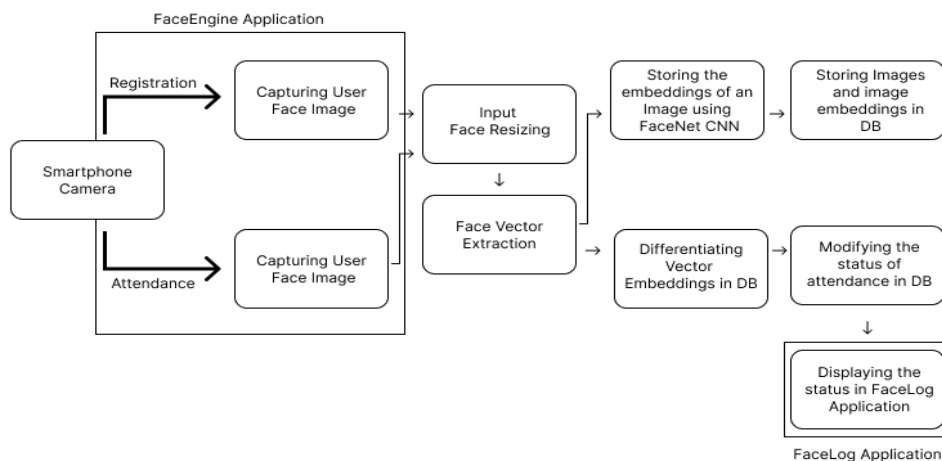 FaceEngine Application
Registration
Capturing User
Face Image
Smartphone
Camera
Attendance
Capturing User
Face Image
Input
Face Resizing
Face Vector
Extraction
Storing the
embeddings of an
Image using
FaceNet CNN
Storing Images
and image
embeddings in
DB
Differentiating
Vector
Embeddings in DB
Modifying the
status of
attendance in DB
Displaying the
status in FaceLog
Application
FaceLog Application